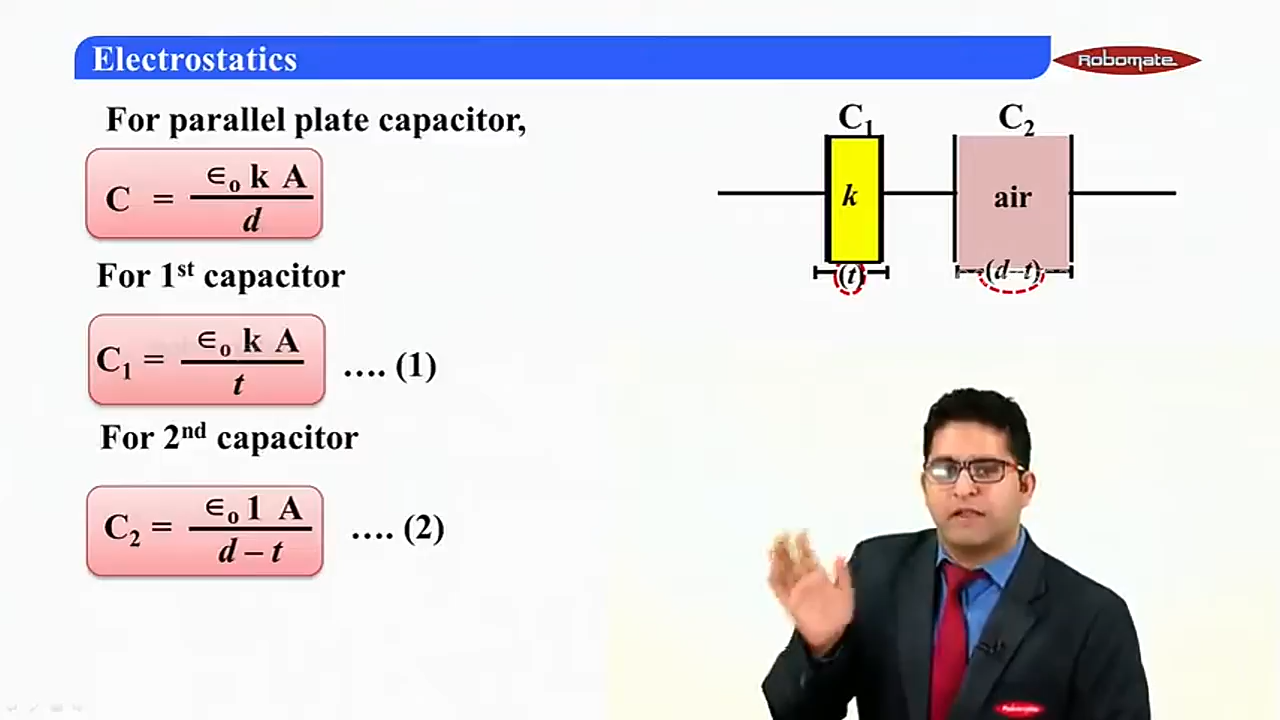 Electrostatics
Robomate
For parallel plate capacitor,
C = ∈₀ k A / d
For 1st capacitor
C₁ = ∈₀ k A / t .... (1)
For 2nd capacitor
C₂ = ∈₀ 1 A / d – t .... (2)
C₁ C₂
k air
(t) (d–t)
Robomate